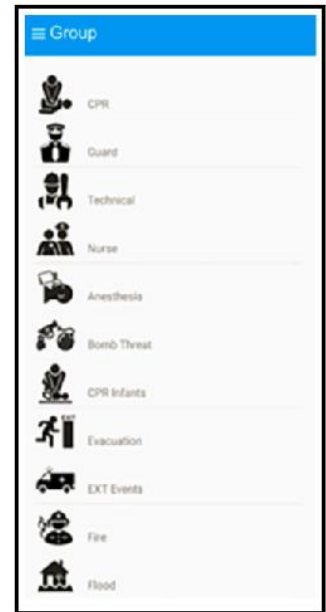 Group
CPR
Guard
Technical
Nurse
Anesthesia
Bomb Threat
CPR Infants
Evacuation
EXT Events
Fire
Flood